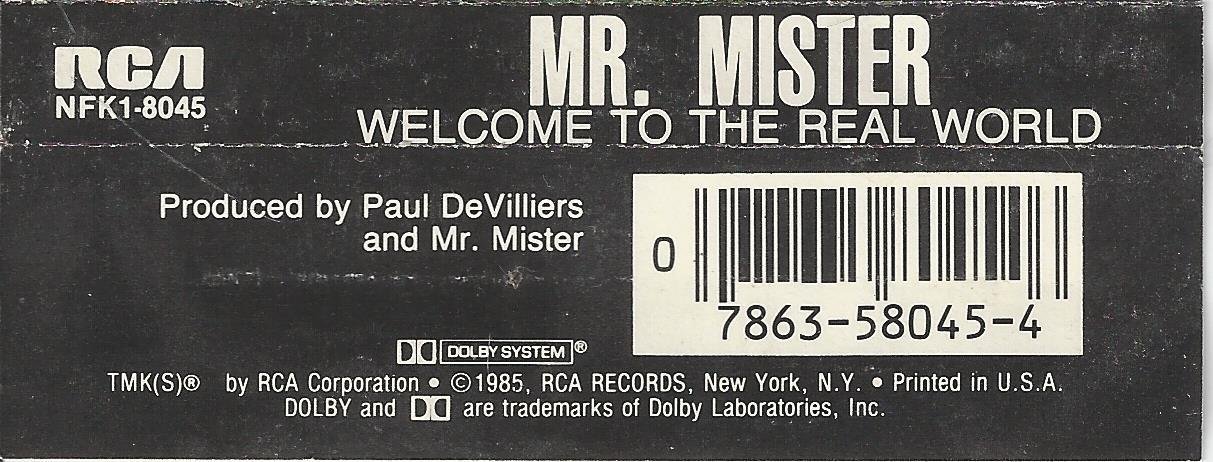 RCA
NFK1-8045
MR. MISTER
WELCOME TO THE REAL WORLD
Produced by Paul DeVilliers
and Mr. Mister
0
7863-58045-4
DOLBY SYSTEM®
TMK(S)® by RCA Corporation • ©1985, RCA RECORDS, New York, N.Y. • Printed in U.S.A.
DOLBY and are trademarks of Dolby Laboratories, Inc.